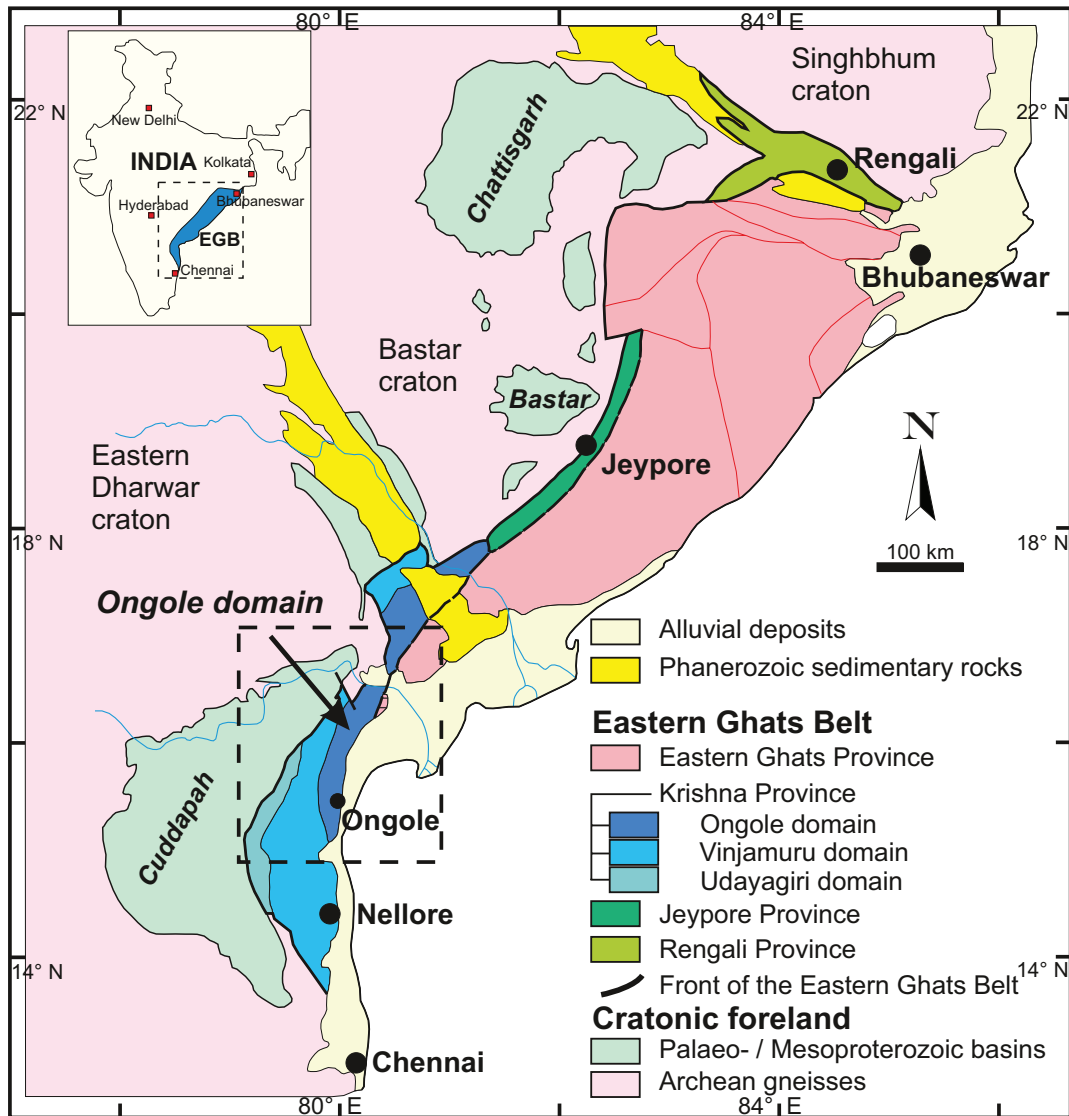 80° E
84° E
22° N
22° N
Singhbhum
craton
New Delhi
INDIA
Kolkata
Hyderabad
Bhupaneswar
EGB
Chennai
Chattisgarh
Rengali
Bhubaneswar
Bastar
craton
Bastar
Eastern
Dharwar
craton
Jeypore
N
100 km
18° N
18° N
Ongole domain
Cuddapah
Ongole
Nellore
Chennai
14° N
14° N
Alluvial deposits
Phanerozoic sedimentary rocks
Eastern Ghats Belt
Eastern Ghats Province
Krishna Province
Ongole domain
Vinjamuru domain
Udayagiri domain
Jeypore Province
Rengali Province
Front of the Eastern Ghats Belt
Cratonic foreland
Palaeo- / Mesoproterozoic basins
Archean gneisses
80° E
84° E